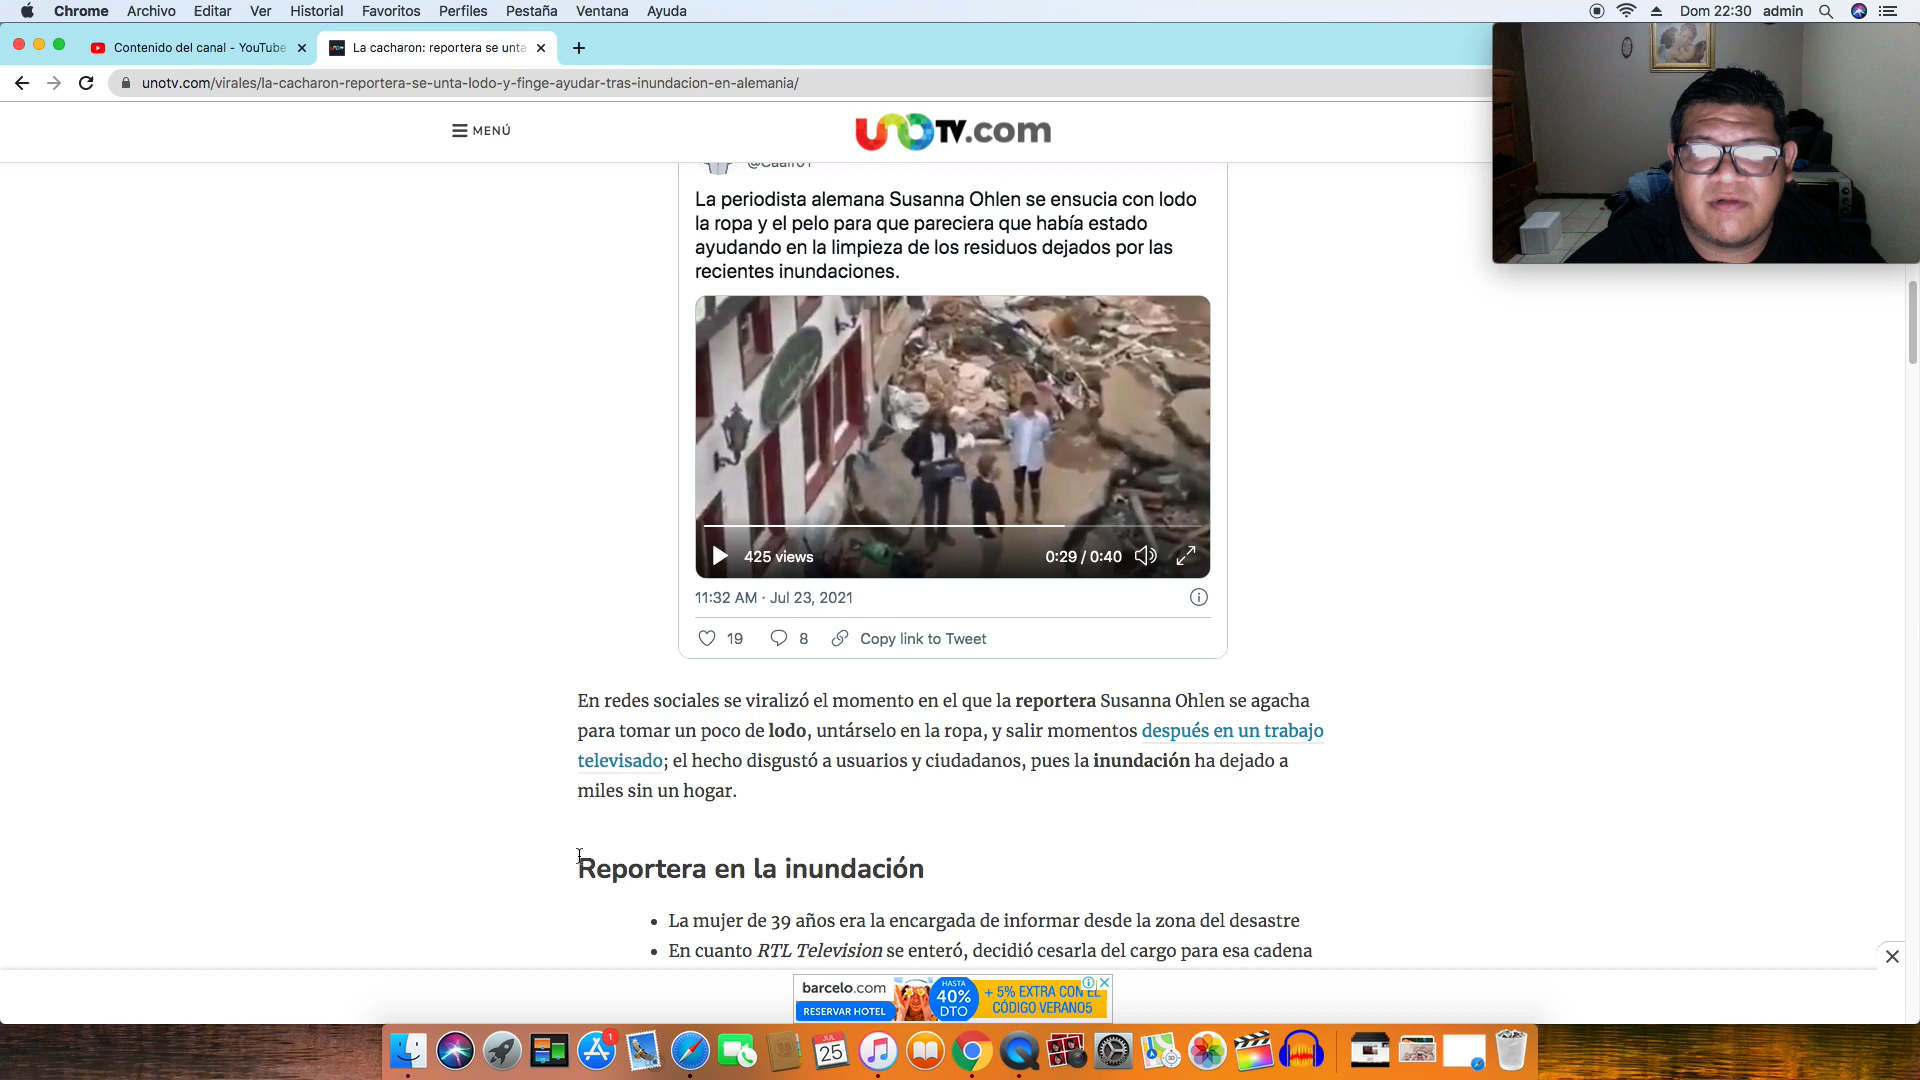 Chrome Archivo Editar Ver Historial Favoritos Perfiles Pestaña Ventana Ayuda Dom 22:30 admin
Contenido del canal - YouTube La cacharon: reportera se unta
unotv.com/virales/la-cacharon-reportera-se-unta-lodo-y-finge-ayudar-tras-inundacion-en-alemania/
MENÚ unoTV.com
La periodista alemana Susanna Ohlen se ensucia con lodo
la ropa y el pelo para que pareciera que había estado
ayudando en la limpieza de los residuos dejados por las
recientes inundaciones.
425 views 0:29 / 0:40
11:32 AM · Jul 23, 2021
19 8 Copy link to Tweet
En redes sociales se viralizó el momento en el que la reportera Susanna Ohlen se agacha
para tomar un poco de lodo, untárselo en la ropa, y salir momentos después en un trabajo
televisado; el hecho disgustó a usuarios y ciudadanos, pues la inundación ha dejado a
miles sin un hogar.
Reportera en la inundación
• La mujer de 39 años era la encargada de informar desde la zona del desastre
• En cuanto RTL Television se enteró, decidió cesarla del cargo para esa cadena
barcelo.com
RESERVAR HOTEL
HASTA
40%
DTO
+ 5% EXTRA CON EL
CÓDIGO VERANO5
1
JUL
25